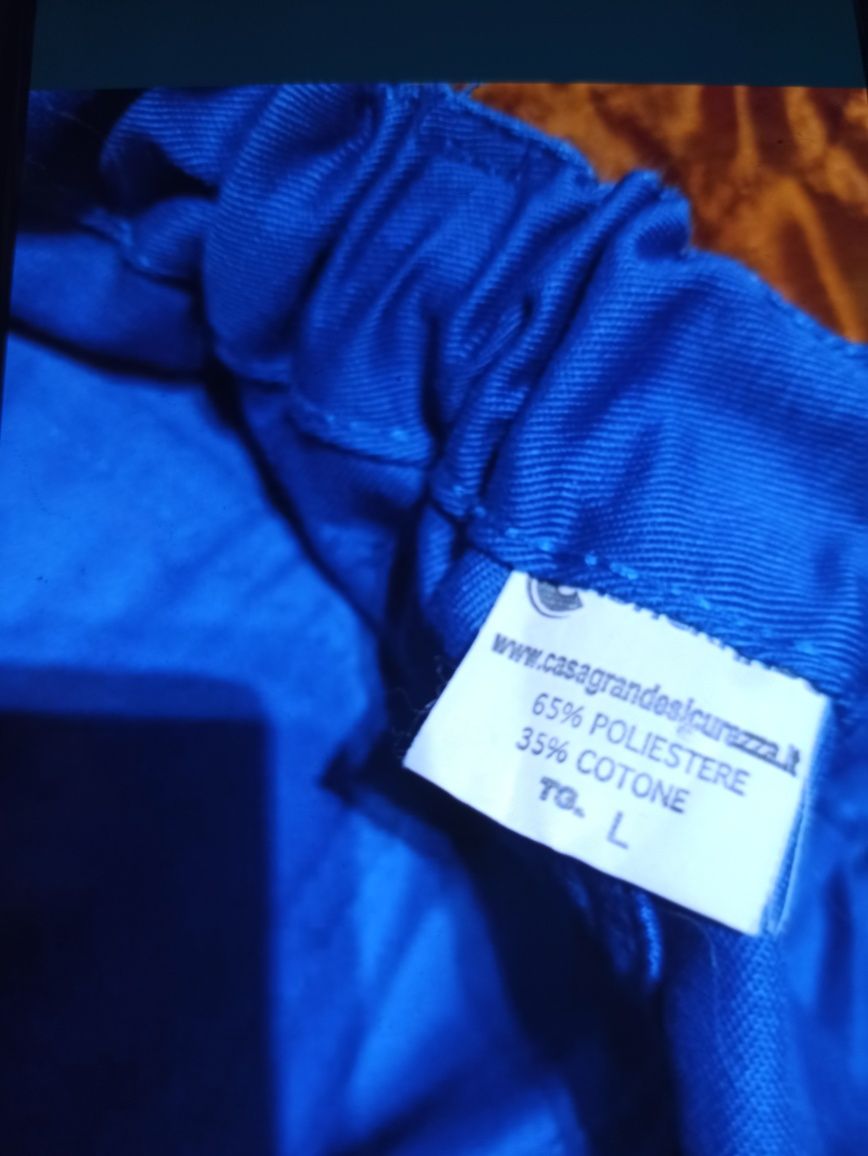 www.casagrandesicurezza.it
65% POLIESTERE
35% COTONE
TG. L